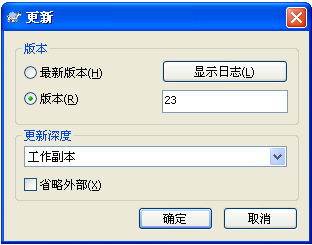 更新
版本
最新版本(H)
显示日志(L)
版本(R)
23
更新深度
工作副本
省略外部(X)
确定
取消